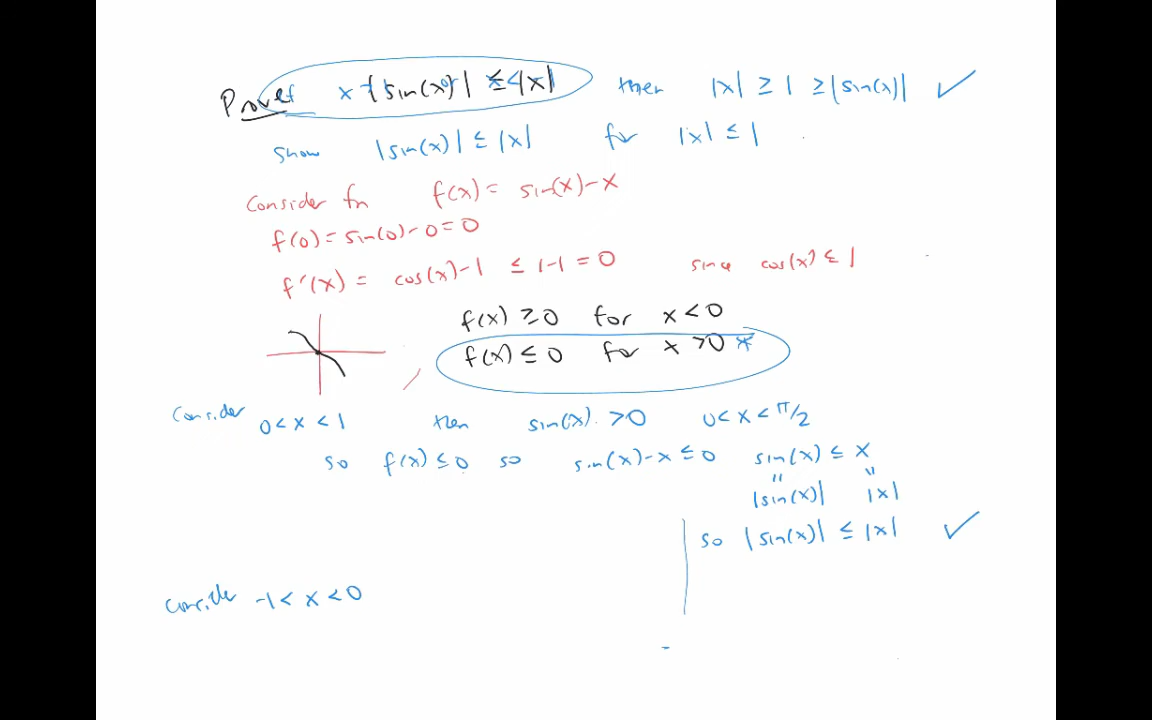 Prove |sin(x)| ≤ |x| then |x| ≥ 1 ≥ |sin(x)| ✓
show |sin(x)| ≤ |x| for |x| ≤ 1
Consider fn f(x) = sin(x)-x
f(0) = sin(0)-0=0
f'(x) = cos(x)-1 ≤ 1-1=0 since cos(x) ≤ 1
f(x) ≥ 0 for x < 0
f(x) ≤ 0 for x > 0 *
Consider 0 < x < 1 then sin(x) > 0 0 < x < π/2
so f(x) ≤ 0 so sin(x)-x ≤ 0 sin(x) ≤ x
" "
|sin(x)| |x|
so |sin(x)| ≤ |x| ✓
Consider -1 < x < 0